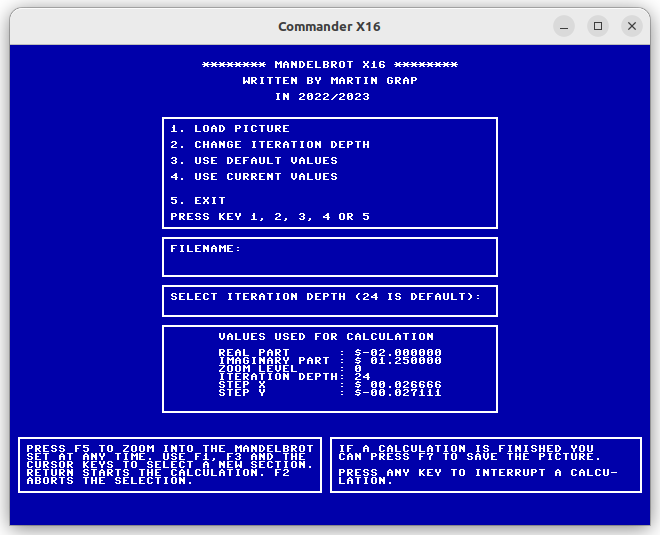 Commander X16
******** MANDELBROT X16 ********
WRITTEN BY MARTIN GRAP
IN 2022/2023
1. LOAD PICTURE
2. CHANGE ITERATION DEPTH
3. USE DEFAULT VALUES
4. USE CURRENT VALUES
5. EXIT
PRESS KEY 1, 2, 3, 4 OR 5
FILENAME:
SELECT ITERATION DEPTH (24 IS DEFAULT):
VALUES USED FOR CALCULATION
REAL PART      : $-02.000000
IMAGINARY PART : $ 01.250000
ZOOM LEVEL     : 0
ITERATION DEPTH: 24
STEP X         : $ 00.026666
STEP Y         : $-00.027111
PRESS F5 TO ZOOM INTO THE MANDELBROT
SET AT ANY TIME. USE F1, F3 AND THE
CURSOR KEYS TO SELECT A NEW SECTION.
RETURN STARTS THE CALCULATION. F2
ABORTS THE SELECTION.
IF A CALCULATION IS FINISHED YOU
CAN PRESS F7 TO SAVE THE PICTURE.
PRESS ANY KEY TO INTERRUPT A CALCU-
LATION.